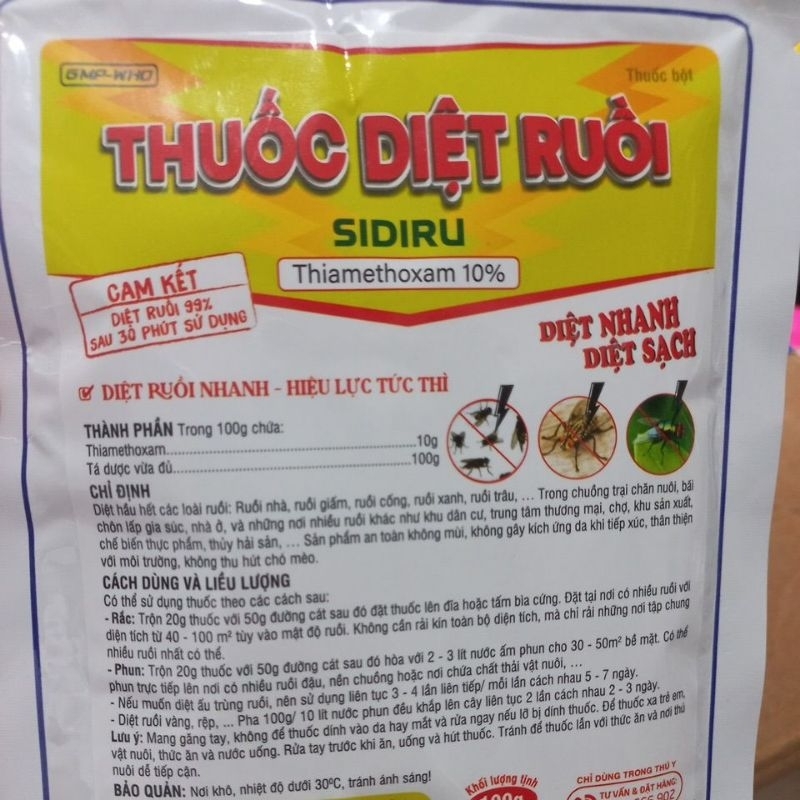 GMP-WHO
Thuốc bột
THUỐC DIỆT RUỒI
SIDIRU
Thiamethoxam 10%
CAM KẾT
DIỆT RUỒI 99%
SAU 30 PHÚT SỬ DỤNG
DIỆT NHANH
DIỆT SẠCH
DIỆT RUỒI NHANH - HIỆU LỰC TỨC THÌ
THÀNH PHẦN Trong 100g chứa:
Thiamethoxam..........................................10g
Tá dược vừa đủ........................................100g
CHỈ ĐỊNH
Diệt hầu hết các loài ruồi: Ruồi nhà, ruồi giấm, ruồi cống, ruồi xanh, ruồi trâu, ... Trong chuồng trại chăn nuôi, bãi
chôn lấp gia súc, nhà ở, và những nơi nhiều ruồi khác như khu dân cư, trung tâm thương mại, chợ, khu sản xuất,
chế biến thực phẩm, thủy hải sản, ... Sản phẩm an toàn không mùi, không gây kích ứng da khi tiếp xúc, thân thiện
với môi trường, không thu hút chó mèo.
CÁCH DÙNG VÀ LIỀU LƯỢNG
Có thể sử dụng thuốc theo các cách sau:
- Rắc: Trộn 20g thuốc với 50g đường cát sau đó đặt thuốc lên đĩa hoặc tấm bìa cứng. Đặt tại nơi có nhiều ruồi với
diện tích từ 40 - 100 m² tùy vào mật độ ruồi. Không cần rải kín toàn bộ diện tích, mà chỉ rải những nơi tập chung
nhiều ruồi nhất có thể.
- Phun: Trộn 20g thuốc với 50g đường cát sau đó hòa với 2 - 3 lít nước ấm phun cho 30 - 50m² bề mặt. Có thể
phun trực tiếp lên nơi có nhiều ruồi đậu, nền chuồng hoặc nơi chứa chất thải vật nuôi, ...
- Nếu muốn diệt ấu trùng ruồi, nên sử dụng liên tục 3 - 4 lần liên tiếp/ mỗi lần cách nhau 5 - 7 ngày.
- Diệt ruồi vàng, rệp, ... Pha 100g/ 10 lít nước phun đều khắp lên cây liên tục 2 lần cách nhau 2 - 3 ngày.
Lưu ý: Mang găng tay, không để thuốc dính vào da hay mắt và rửa ngay nếu lỡ bị dính thuốc. Để thuốc xa trẻ em,
vật nuôi, thức ăn và nước uống. Rửa tay trước khi ăn, uống và hút thuốc. Tránh để thuốc lẫn với thức ăn và nơi thú
nuôi dễ tiếp cận.
BẢO QUẢN: Nơi khô, nhiệt độ dưới 30ºC, tránh ánh sáng!
Khối lượng tịnh
100g
CHỈ DÙNG TRONG THÚ Y
TƯ VẤN & ĐẶT HÀNG: